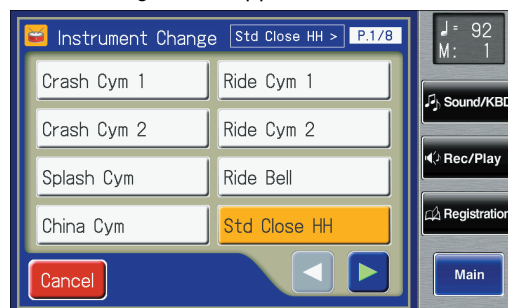 Instrument Change Std Close HH > P.1/8
♩= 92
M: 1
Crash Cym 1 Ride Cym 1
Crash Cym 2 Ride Cym 2
Splash Cym Ride Bell
China Cym Std Close HH
Cancel
Sound/KBD
Rec/Play
Registration
Main